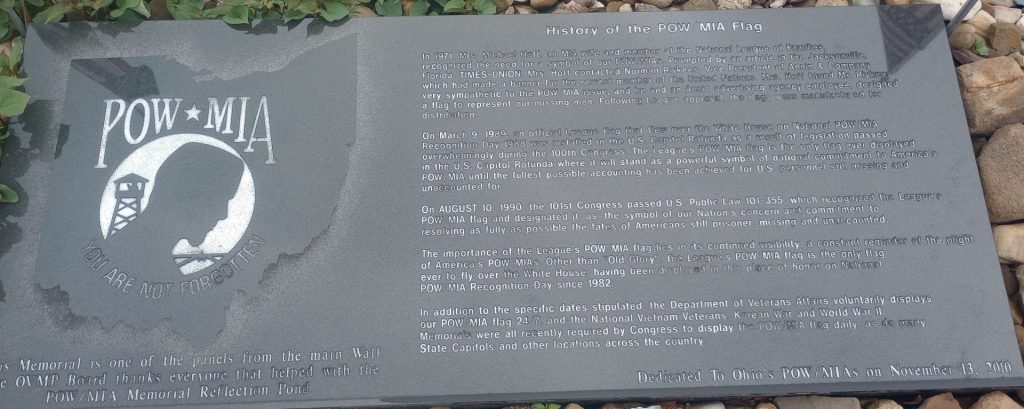 POW★MIA
YOU ARE NOT FORGOTTEN
is Memorial is one of the panels from the main Wall
e OVMP Board thanks everyone that helped with the
POW/MIA Memorial Reflection Pond
History of the POW/MIA Flag
In 1971, Mrs. Michael Hoff, an MIA wife and member of the National League of Families,
recognized the need for a symbol of our POW/MIAs. Prompted by an article in the Jacksonville,
Florida, TIMES-UNION, Mrs. Hoff contacted Norman Rivkees, Vice President of Annin & Company
which had made a banner for the newest member of the United Nations. Mrs. Hoff found Mr. Rivkees
very sympathetic to the POW/MIA issue, and he and an Annin advertising agency employee, designed
a flag to represent our missing men. Following League approval, the flags were manufactured for
distribution.
On March 9, 1989, an official League flag that flew over the White House on National POW/MIA
Recognition Day 1988 was installed in the U.S. Capitol Rotunda as a result of legislation passed
overwhelmingly during the 100th Congress. The League's POW/MIA flag is the only flag ever displayed
in the U.S. Capitol Rotunda where it will stand as a powerful symbol of national commitment to America's
POW/MIA until the fullest possible accounting has been achieved for U.S. personnel still missing and
unaccounted for.
On AUGUST 10, 1990, the 101st Congress passed U.S. Public Law 101-355, which recognized the League's
POW/MIA flag and designated it as the symbol of our Nation's concern and commitment to
resolving as fully as possible the fates of Americans still prisoner, missing and unaccounted
The importance of the League's POW/MIA flag lies in its continued visibility, a constant reminder of the plight
of America's POW/MIAs. Other than "Old Glory", the League's POW/MIA flag is the only flag
ever to fly over the White House, having been displayed in this place of honor on National
POW/MIA Recognition Day since 1982.
In addition to the specific dates stipulated, the Department of Veterans Affairs voluntarily displays
our POW/MIA flag 24/7, and the National Vietnam Veterans, Korean War and World War II
Memorials were all recently required by Congress to display the POW/MIA flag daily, as do many
State Capitols and other locations across the country.
Dedicated To Ohio's POW/MIAs on November 13, 2010